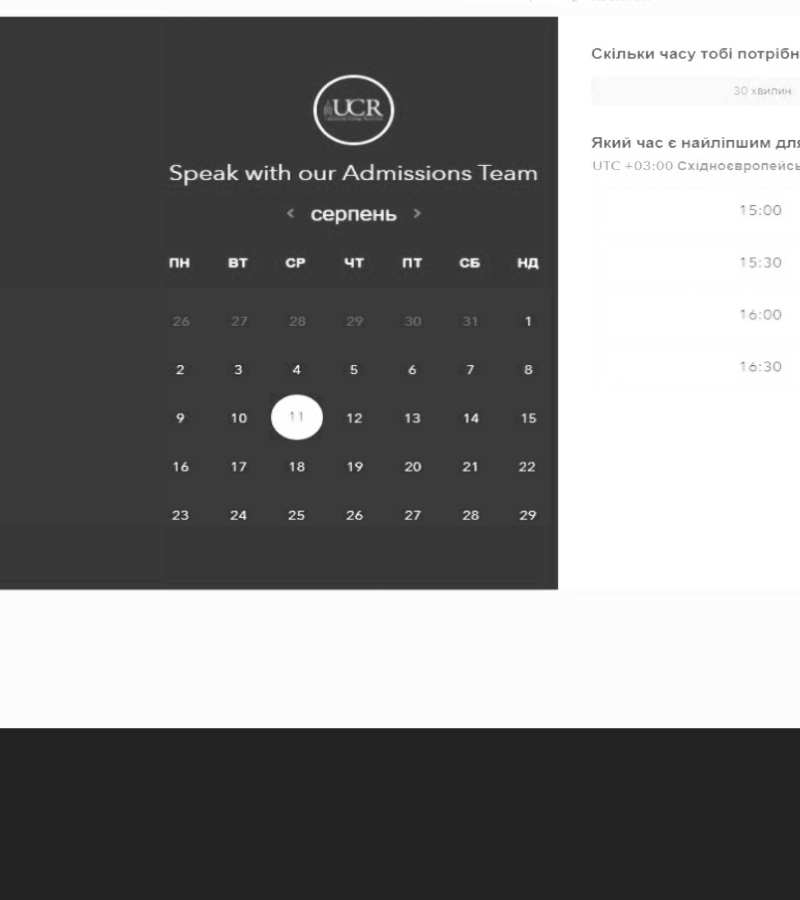 UCR
Speak with our Admissions Team
< серпень >
ПН ВТ СР ЧТ ПТ СБ НД
26 27 28 29 30 31 1
2 3 4 5 6 7 8
9 10 11 12 13 14 15
16 17 18 19 20 21 22
23 24 25 26 27 28 29
Скільки часу тобі потрібн
30 хвилин
Який час є найліпшим для
UTC +03:00 Східноєвропейсь
15:00
15:30
16:00
16:30